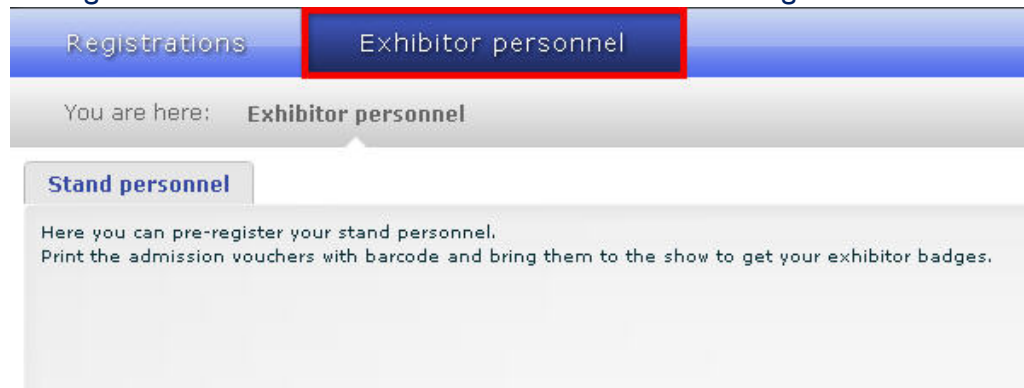 Registrations Exhibitor personnel
You are here: Exhibitor personnel
Stand personnel
Here you can pre-register your stand personnel.
Print the admission vouchers with barcode and bring them to the show to get your exhibitor badges.